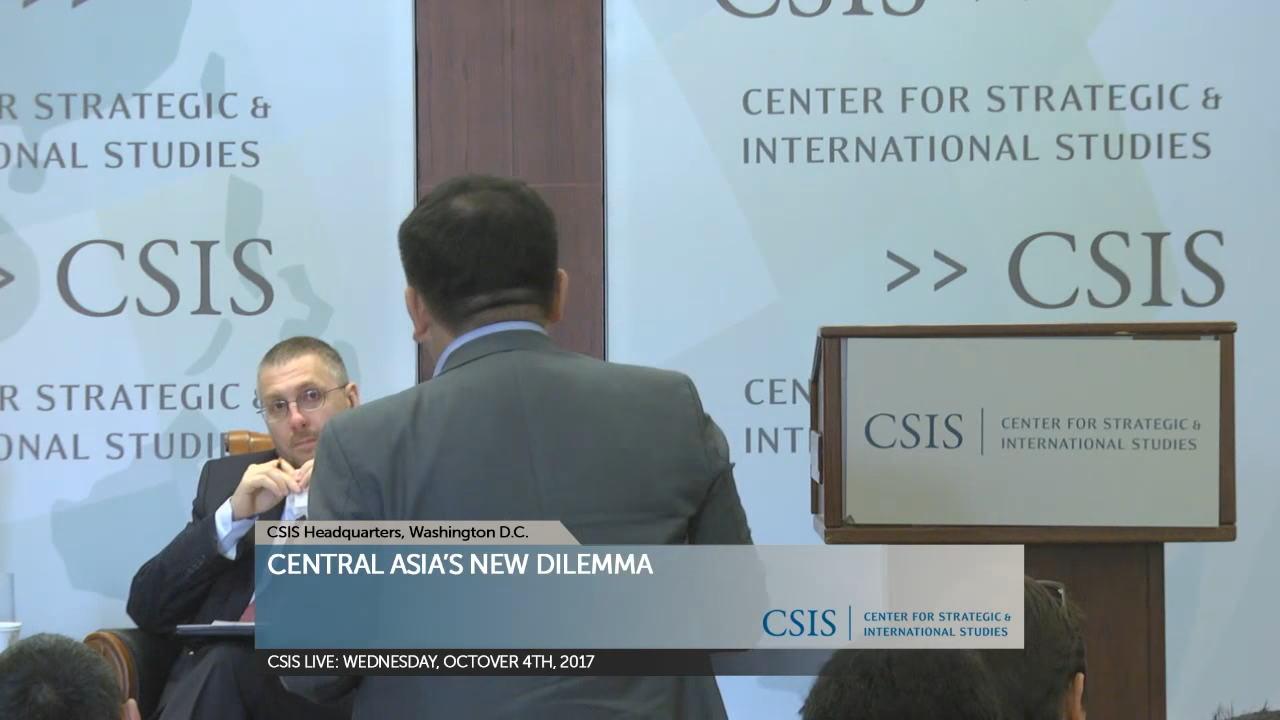 CSIS >>
R STRATEGIC &
ONAL STUDIES
CENTER FOR STRATEGIC &
INTERNATIONAL STUDIES
> CSIS
>> CSIS
R STRATEGIC &
ONAL STUDI
CEN
INT
CSIS | CENTER FOR STRATEGIC &
INTERNATIONAL STUDIES
CSIS Headquarters, Washington D.C.
CENTRAL ASIA'S NEW DILEMMA
CSIS | CENTER FOR STRATEGIC &
INTERNATIONAL STUDIES
CSIS LIVE: WEDNESDAY, OCTOVER 4TH, 2017